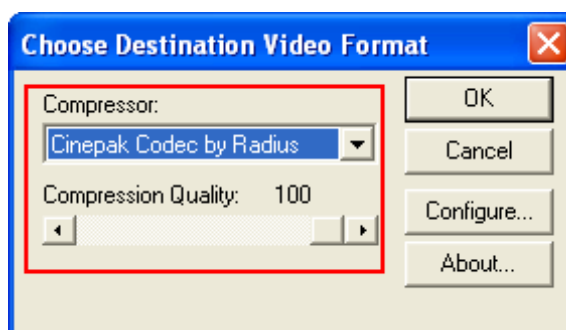 Choose Destination Video Format
Compressor:
Cinepak Codec by Radius
Compression Quality: 100
OK
Cancel
Configure...
About...